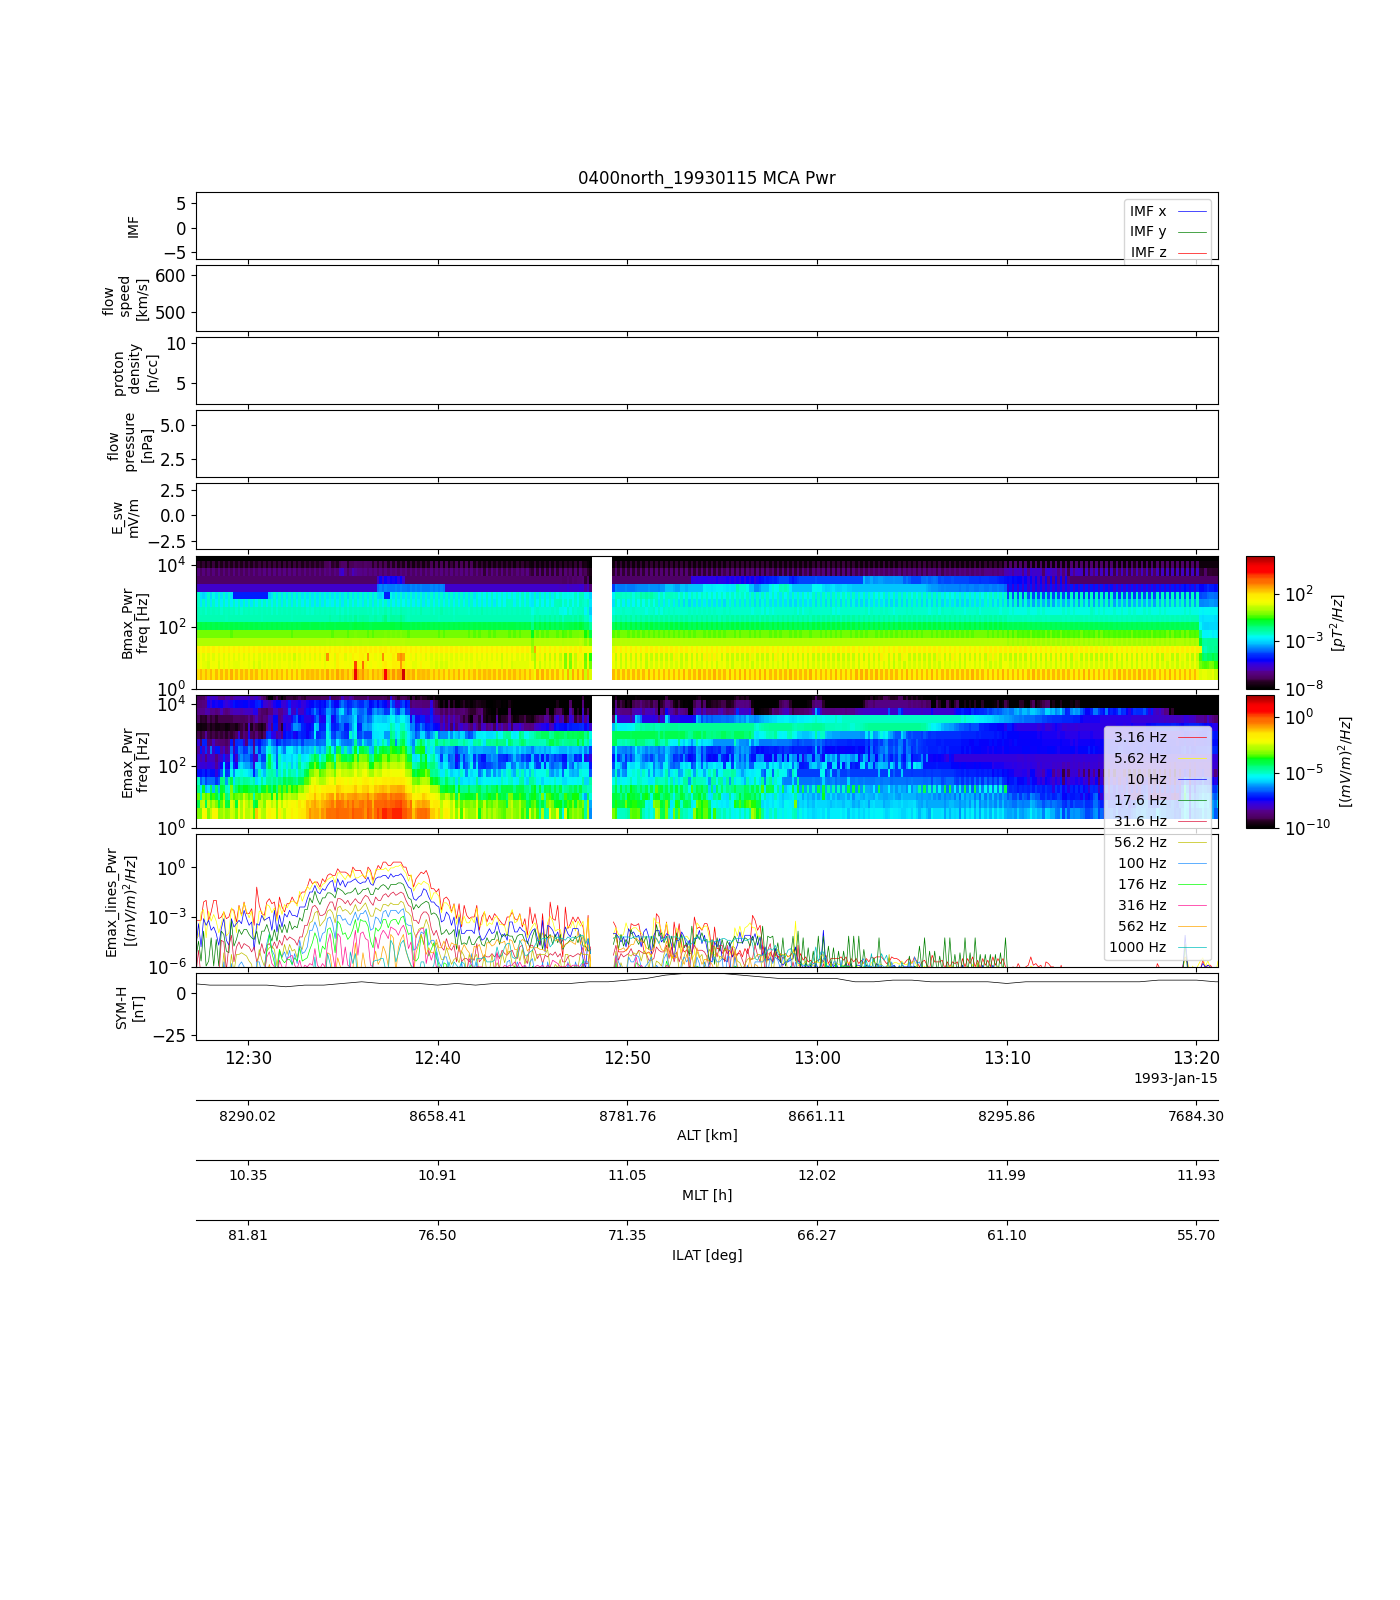 0400north_19930115 MCA Pwr
IMF
5
0
−5
IMF x
IMF y
IMF z
flow
speed
[km/s]
600
500
proton
density
[n/cc]
10
5
flow
pressure
[nPa]
5.0
2.5
E_sw
mV/m
2.5
0.0
−2.5
Bmax_Pwr
freq [Hz]
10^4
10^2
10^0
10^2
10^−3
10^−8
[pT^2/Hz]
Emax_Pwr
freq [Hz]
10^4
10^2
10^0
10^0
10^−5
10^−10
[(mV/m)^2/Hz]
3.16 Hz
5.62 Hz
10 Hz
17.6 Hz
31.6 Hz
56.2 Hz
100 Hz
176 Hz
316 Hz
562 Hz
1000 Hz
Emax_lines_Pwr
[(mV/m)^2/Hz]
10^0
10^−3
10^−6
SYM-H
[nT]
0
−25
12:30 12:40 12:50 13:00 13:10 13:20
1993-Jan-15
8290.02 8658.41 8781.76 8661.11 8295.86 7684.30
ALT [km]
10.35 10.91 11.05 12.02 11.99 11.93
MLT [h]
81.81 76.50 71.35 66.27 61.10 55.70
ILAT [deg]